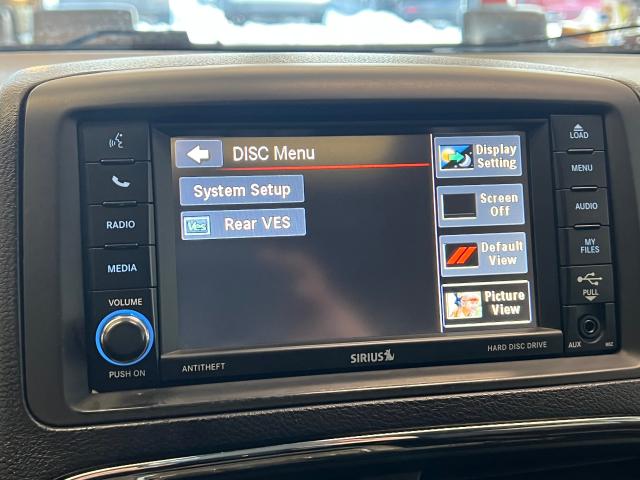 DISC Menu
System Setup
Ves
Rear VES
Display
Setting
Screen
Off
Default
View
Picture
View
RADIO
MEDIA
VOLUME
PUSH ON
ANTITHEFT
SIRIUS
HARD DISC DRIVE
LOAD
MENU
AUDIO
MY
FILES
PULL
AUX